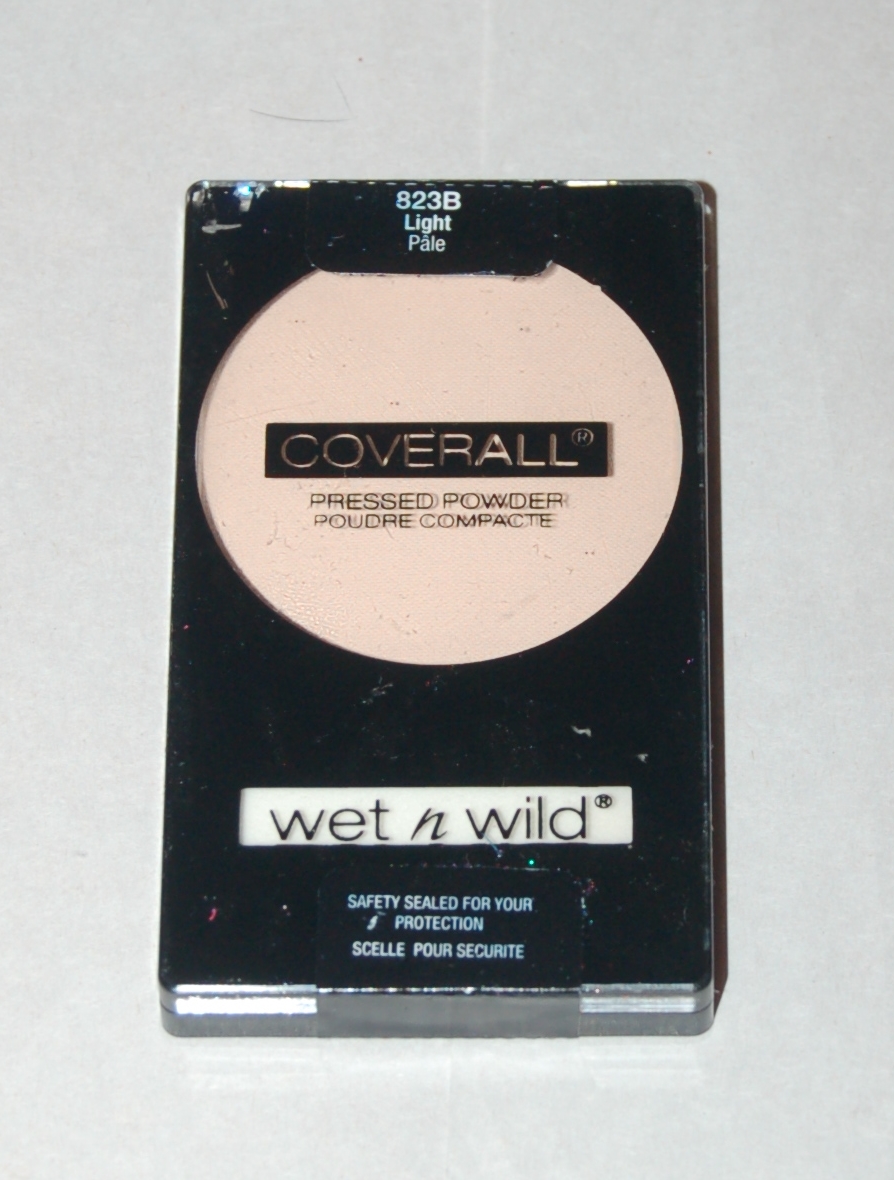 823B
Light
Pâle
COVERALL®
PRESSED POWDER
POUDRE COMPACTE
wet n wild®
SAFETY SEALED FOR YOUR
PROTECTION
SCELLE POUR SECURITE